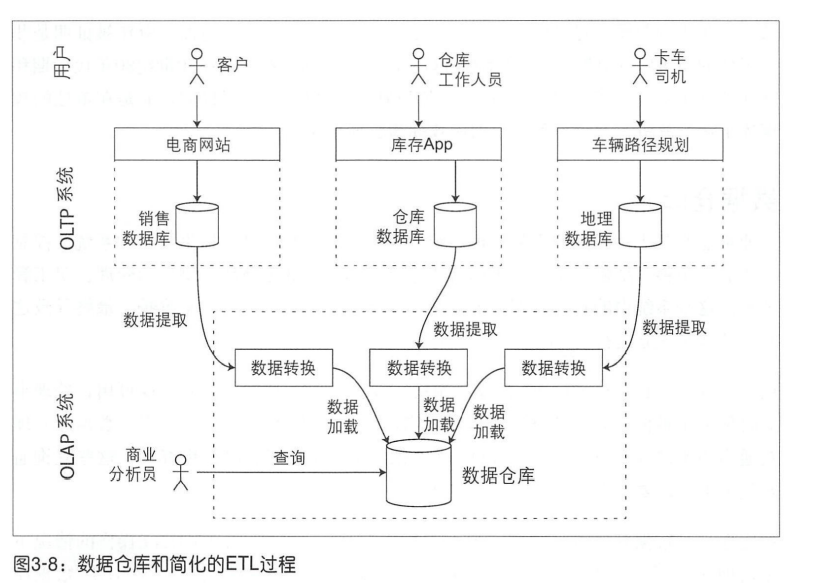 用户
客户
仓库
工作人员
卡车
司机
电商网站
库存App
车辆路径规划
OLTP 系统
销售
数据库
仓库
数据库
地理
数据库
数据提取
数据提取
数据提取
数据转换
数据转换
数据转换
数据
加载
数据
加载
数据
加载
OLAP 系统
商业
分析员
查询
数据仓库
图3-8：数据仓库和简化的ETL过程